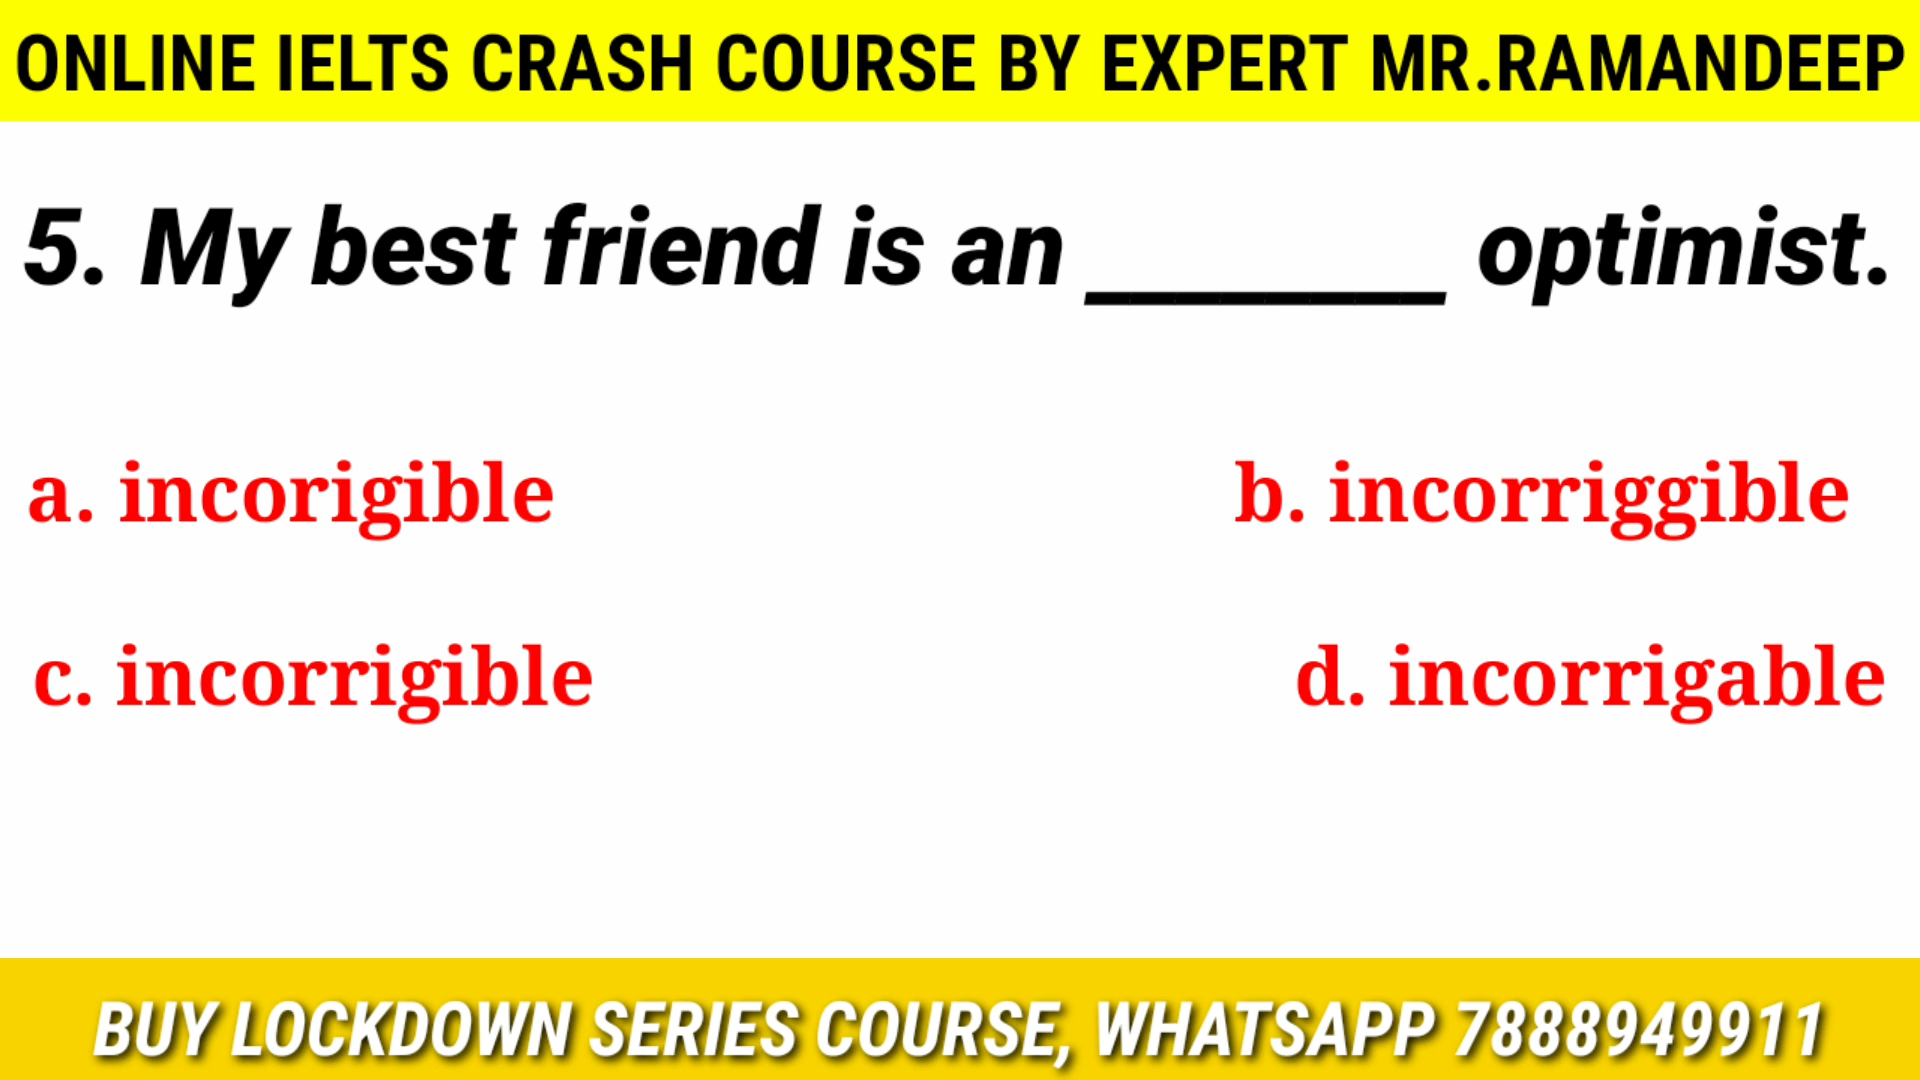 ONLINE IELTS CRASH COURSE BY EXPERT MR.RAMANDEEP
5. My best friend is an ________ optimist.
a. incorigible b. incorriggible
c. incorrigible d. incorrigable
BUY LOCKDOWN SERIES COURSE, WHATSAPP 7888949911